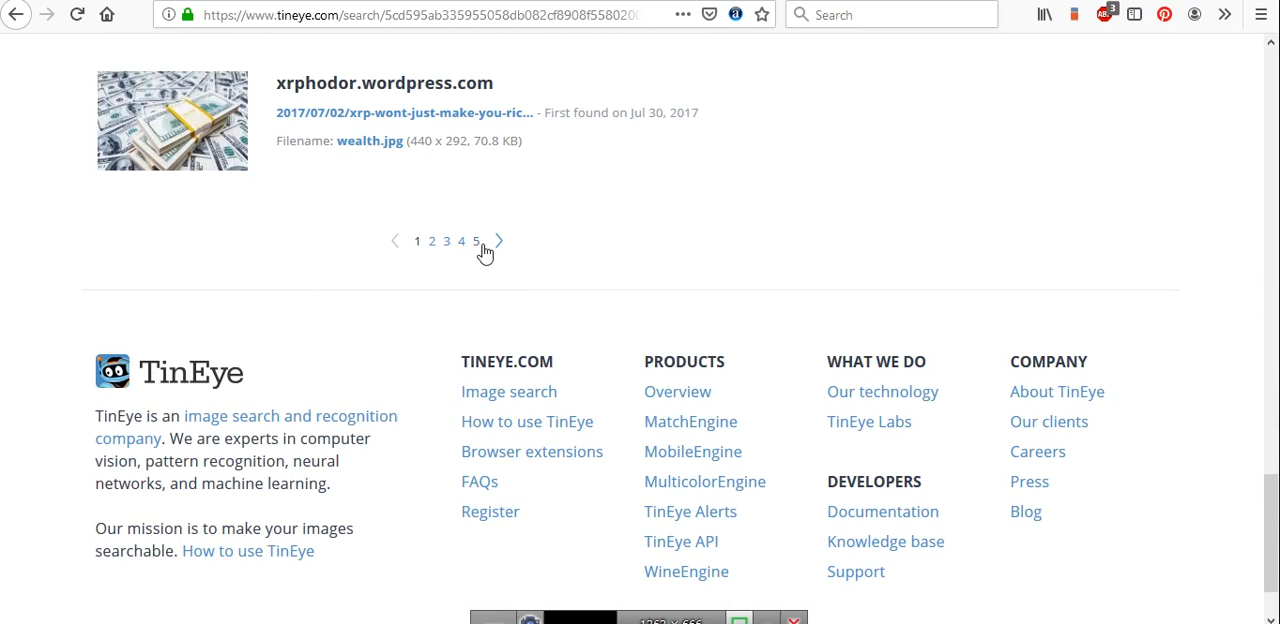 https://www.tineye.com/search/5cd595ab335955058db082cf8908f5580200
Search
3
xrphodor.wordpress.com
2017/07/02/xrp-wont-just-make-you-ric... - First found on Jul 30, 2017
Filename: wealth.jpg (440 x 292, 70.8 KB)
1 2 3 4 5
TinEye
TinEye is an image search and recognition
company. We are experts in computer
vision, pattern recognition, neural
networks, and machine learning.
Our mission is to make your images
searchable. How to use TinEye
TINEYE.COM
Image search
How to use TinEye
Browser extensions
FAQs
Register
PRODUCTS
Overview
MatchEngine
MobileEngine
MulticolorEngine
TinEye Alerts
TinEye API
WineEngine
WHAT WE DO
Our technology
TinEye Labs
DEVELOPERS
Documentation
Knowledge base
Support
COMPANY
About TinEye
Our clients
Careers
Press
Blog